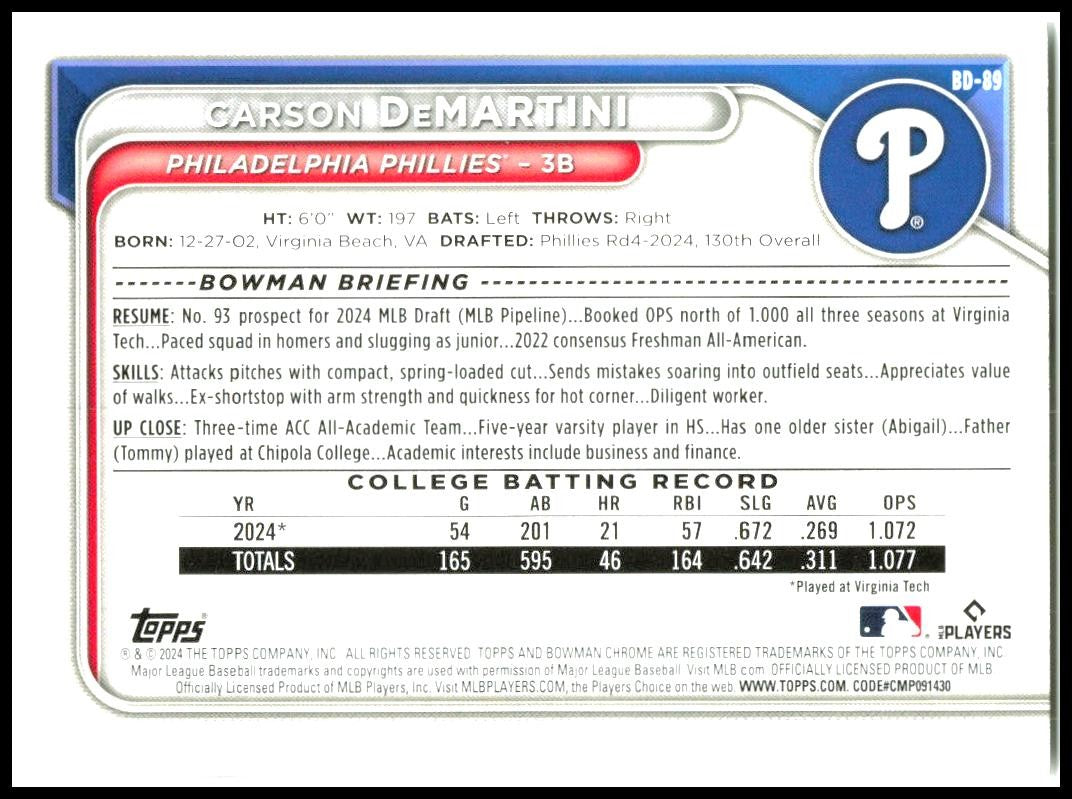 BD-89
CARSON DeMARTINI
PHILADELPHIA PHILLIES™ – 3B
P®
HT: 6'0" WT: 197 BATS: Left THROWS: Right
BORN: 12-27-02, Virginia Beach, VA DRAFTED: Phillies Rd4-2024, 130th Overall
BOWMAN BRIEFING
RESUME: No. 93 prospect for 2024 MLB Draft (MLB Pipeline)...Booked OPS north of 1.000 all three seasons at Virginia
Tech...Paced squad in homers and slugging as junior...2022 consensus Freshman All-American.
SKILLS: Attacks pitches with compact, spring-loaded cut...Sends mistakes soaring into outfield seats...Appreciates value
of walks...Ex-shortstop with arm strength and quickness for hot corner...Diligent worker.
UP CLOSE: Three-time ACC All-Academic Team...Five-year varsity player in HS...Has one older sister (Abigail)...Father
(Tommy) played at Chipola College...Academic interests include business and finance.
COLLEGE BATTING RECORD
YR G AB HR RBI SLG AVG OPS
2024* 54 201 21 57 .672 .269 1.072
TOTALS 165 595 46 164 .642 .311 1.077
*Played at Virginia Tech
Topps®
MLB PLAYERS
® & © 2024 THE TOPPS COMPANY, INC. ALL RIGHTS RESERVED. TOPPS AND BOWMAN CHROME ARE REGISTERED TRADEMARKS OF THE TOPPS COMPANY, INC.
Major League Baseball trademarks and copyrights are used with permission of Major League Baseball. Visit MLB.com. OFFICIALLY LICENSED PRODUCT OF MLB
Officially Licensed Product of MLB Players, Inc. Visit MLBPLAYERS.COM, the Players Choice on the web. WWW.TOPPS.COM. CODE#CMP091430